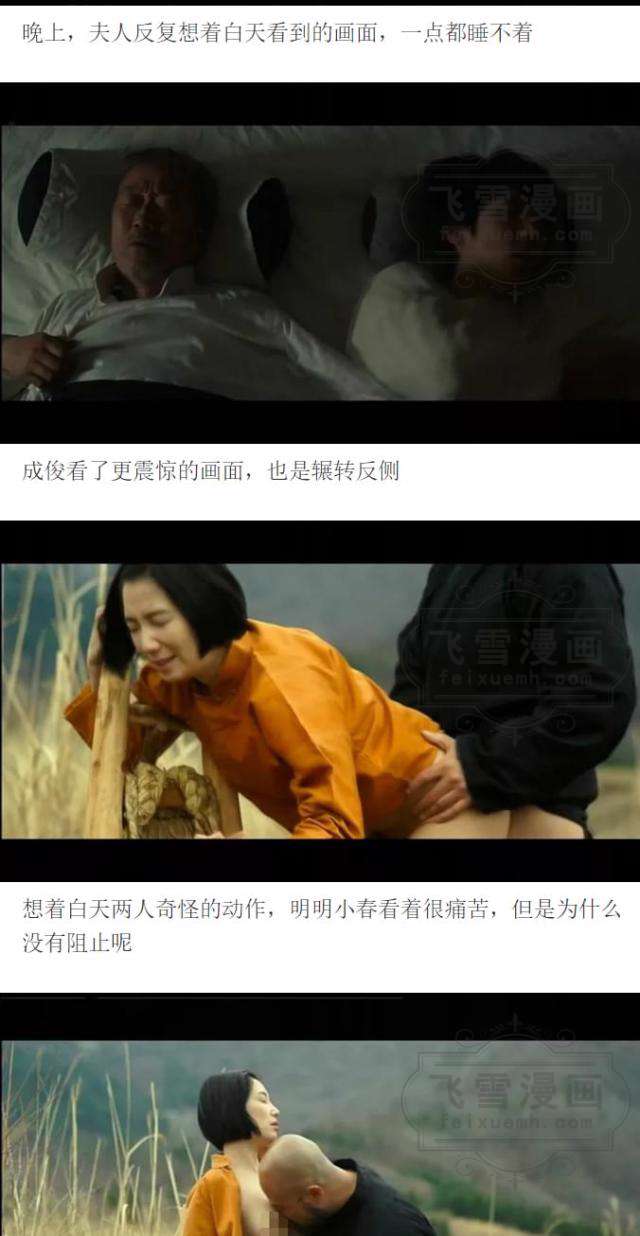 晚上，夫人反复想着白天看到的画面，一点都睡不着
飞雪漫画
feixuemh.com
成俊看了更震惊的画面，也是辗转反侧
飞雪漫画
feixuemh.com
想着白天两人奇怪的动作，明明小春看着很痛苦，但是为什么
没有阻止呢
飞雪漫画
feixuemh.com